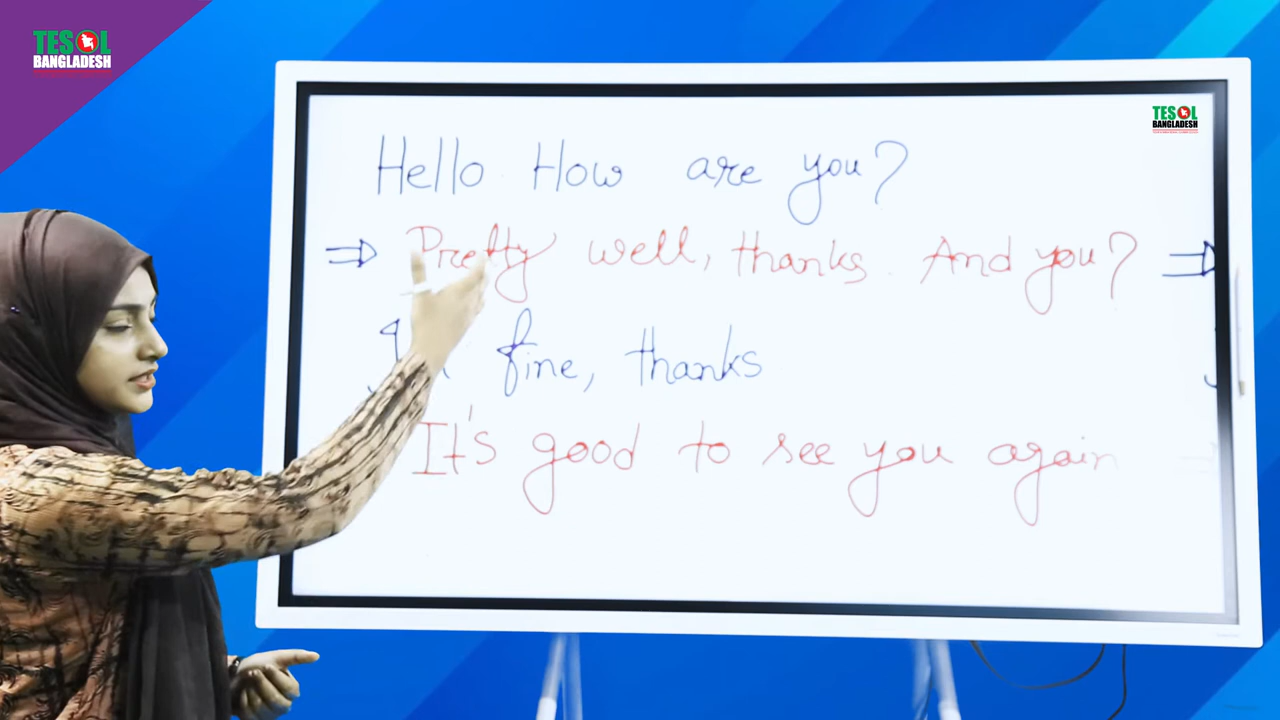 TESOL
BANGLADESH
TESOL
BANGLADESH
Hello How are you?
⇒ Pretty well, thanks. And you? ⇒
fine, thanks
It's good to see you again